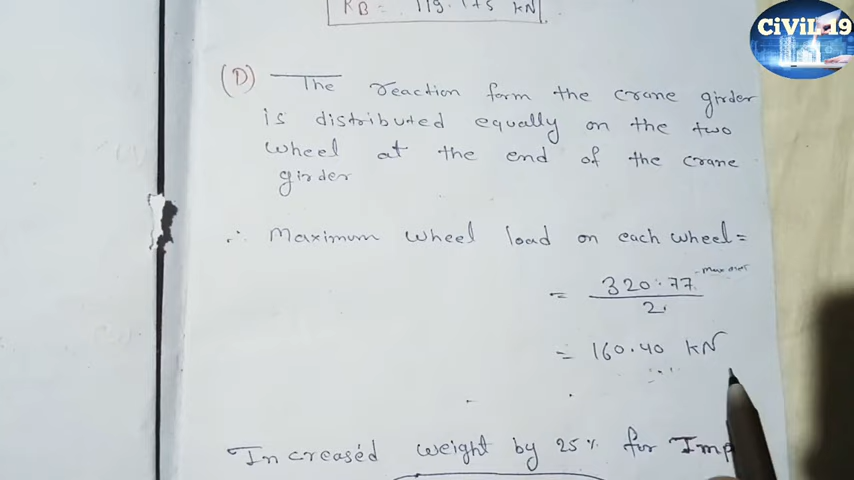 RB = 119.175 kN
CiViL 19
(D) The reaction form the crane girder
is distributed equally on the two
wheel at the end of the crane
girder
∴ Maximum wheel load on each wheel =
= 320.77
2
= 160.40 kN
Increased weight by 25% for Imp